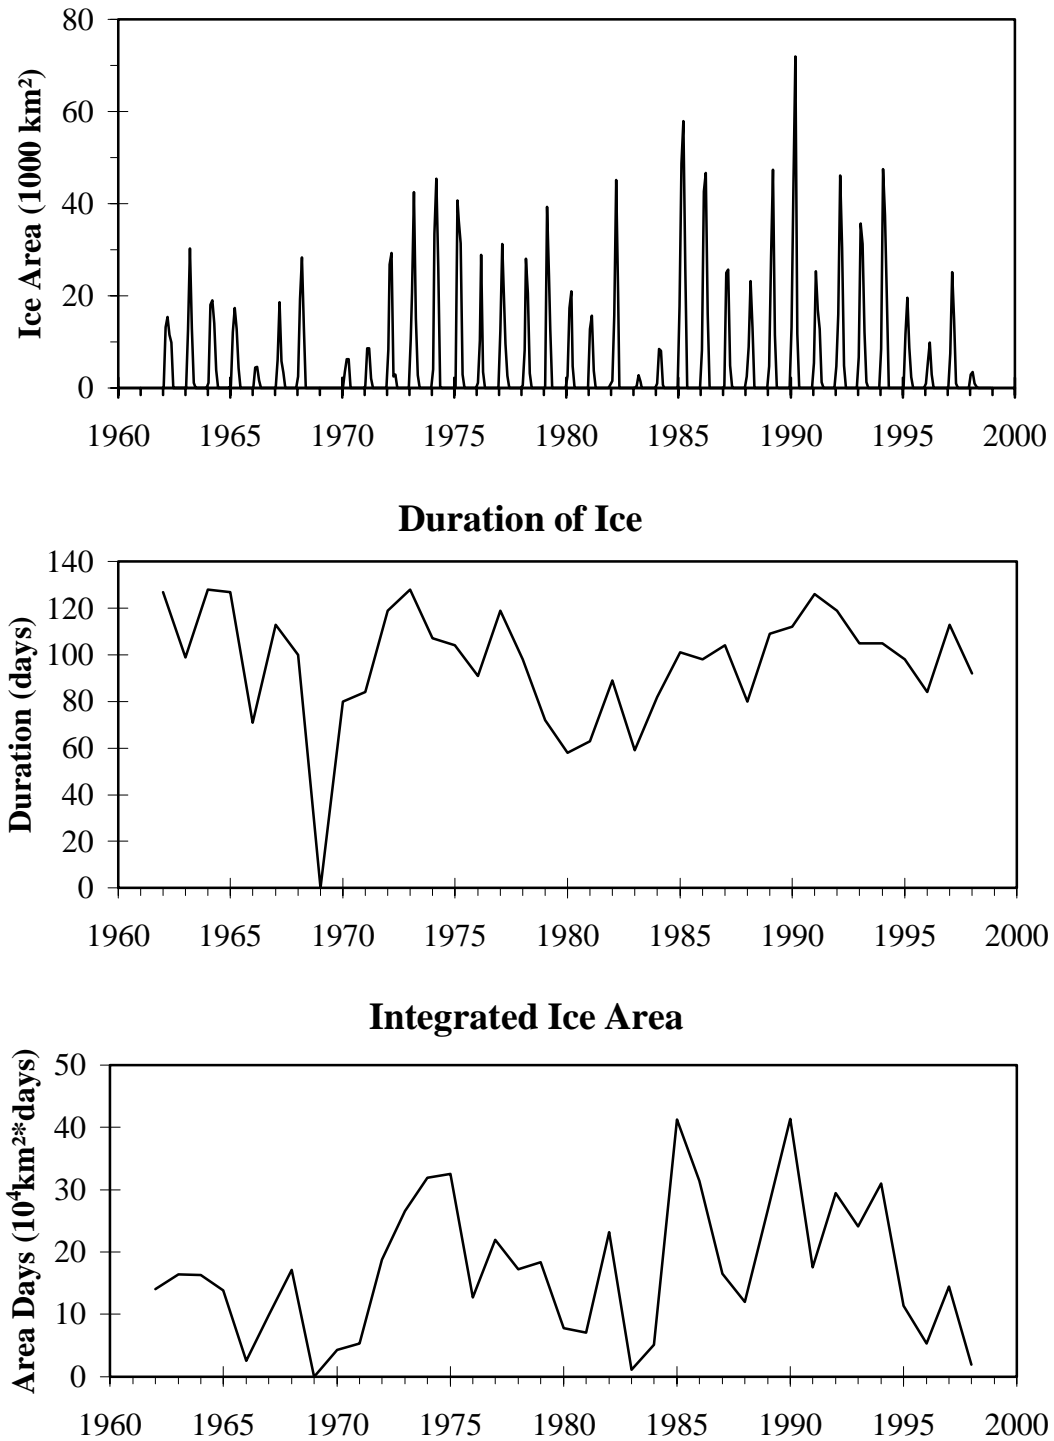 Ice Area (1000 km²)
80
60
40
20
0
1960 1965 1970 1975 1980 1985 1990 1995 2000
Duration of Ice
Duration (days)
140
120
100
80
60
40
20
0
1960 1965 1970 1975 1980 1985 1990 1995 2000
Integrated Ice Area
Area Days (10⁴km²*days)
50
40
30
20
10
0
1960 1965 1970 1975 1980 1985 1990 1995 2000